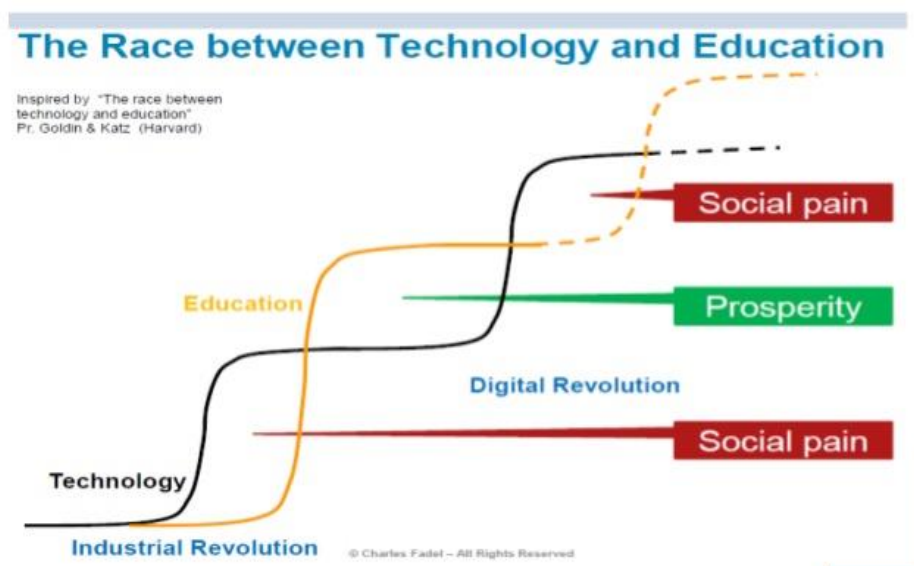 The Race between Technology and Education
Inspired by "The race between
technology and education"
Pr. Goldin & Katz (Harvard)
Social pain
Education
Prosperity
Digital Revolution
Social pain
Technology
Industrial Revolution
© Charles Fadel – All Rights Reserved